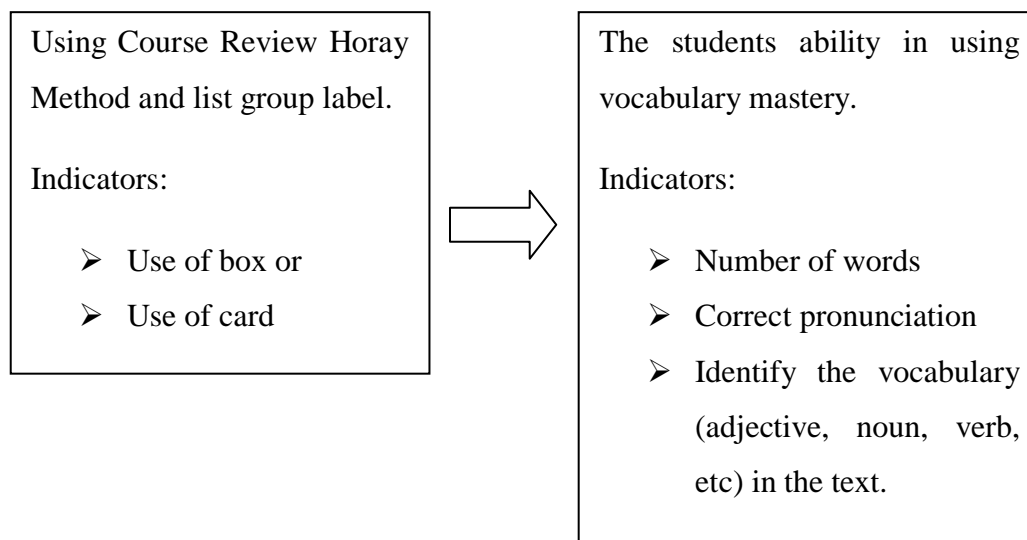 Using Course Review Horay
Method and list group label.
Indicators:
➢ Use of box or
➢ Use of card
The students ability in using
vocabulary mastery.
Indicators:
➢ Number of words
➢ Correct pronunciation
➢ Identify the vocabulary
(adjective, noun, verb,
etc) in the text.